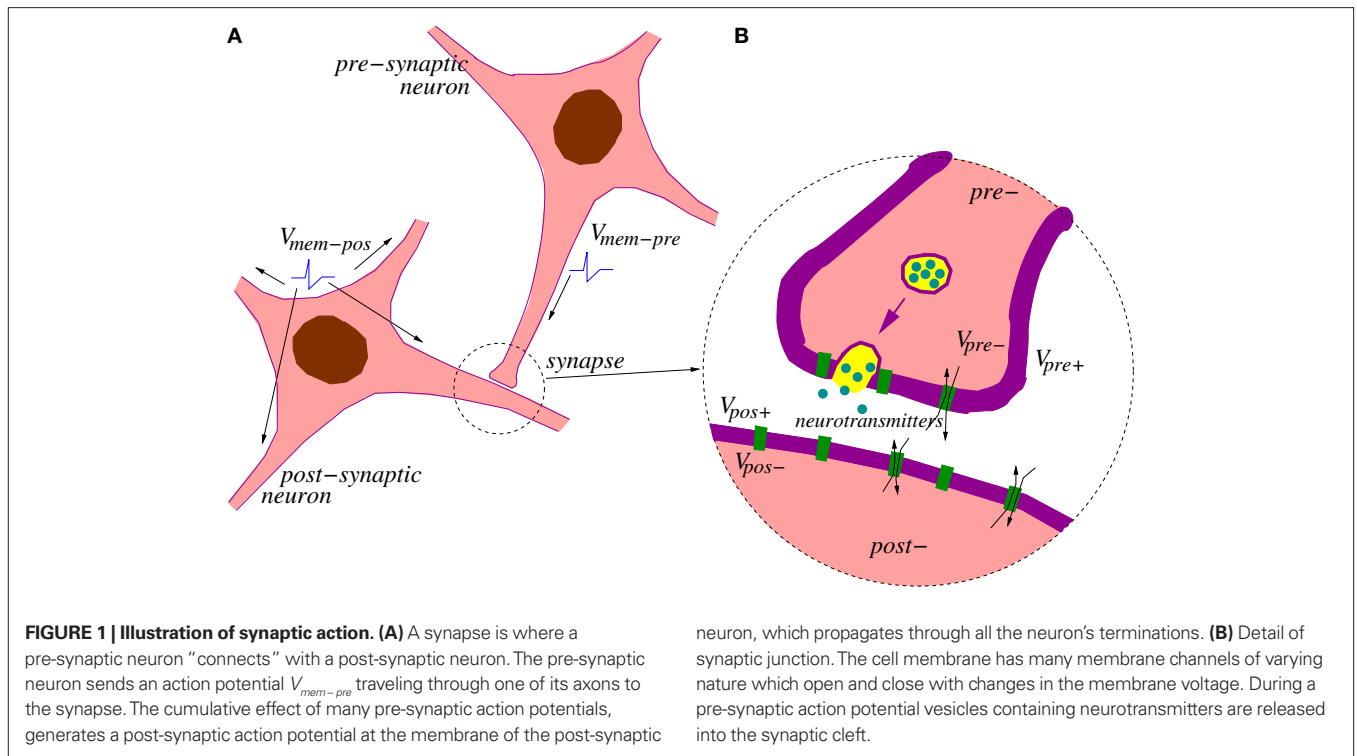 A
B
pre−synaptic
neuron
pre−
V_mem−pos
V_mem−pre
synapse
V_pre−
V_pre+
V_pos+
neurotransmitters
V_pos−
post−synaptic
neuron
post−
FIGURE 1 | Illustration of synaptic action. (A) A synapse is where a
pre-synaptic neuron “connects” with a post-synaptic neuron. The pre-synaptic
neuron sends an action potential V_mem−pre traveling through one of its axons to
the synapse. The cumulative effect of many pre-synaptic action potentials,
generates a post-synaptic action potential at the membrane of the post-synaptic
neuron, which propagates through all the neuron’s terminations. (B) Detail of
synaptic junction. The cell membrane has many membrane channels of varying
nature which open and close with changes in the membrane voltage. During a
pre-synaptic action potential vesicles containing neurotransmitters are released
into the synaptic cleft.